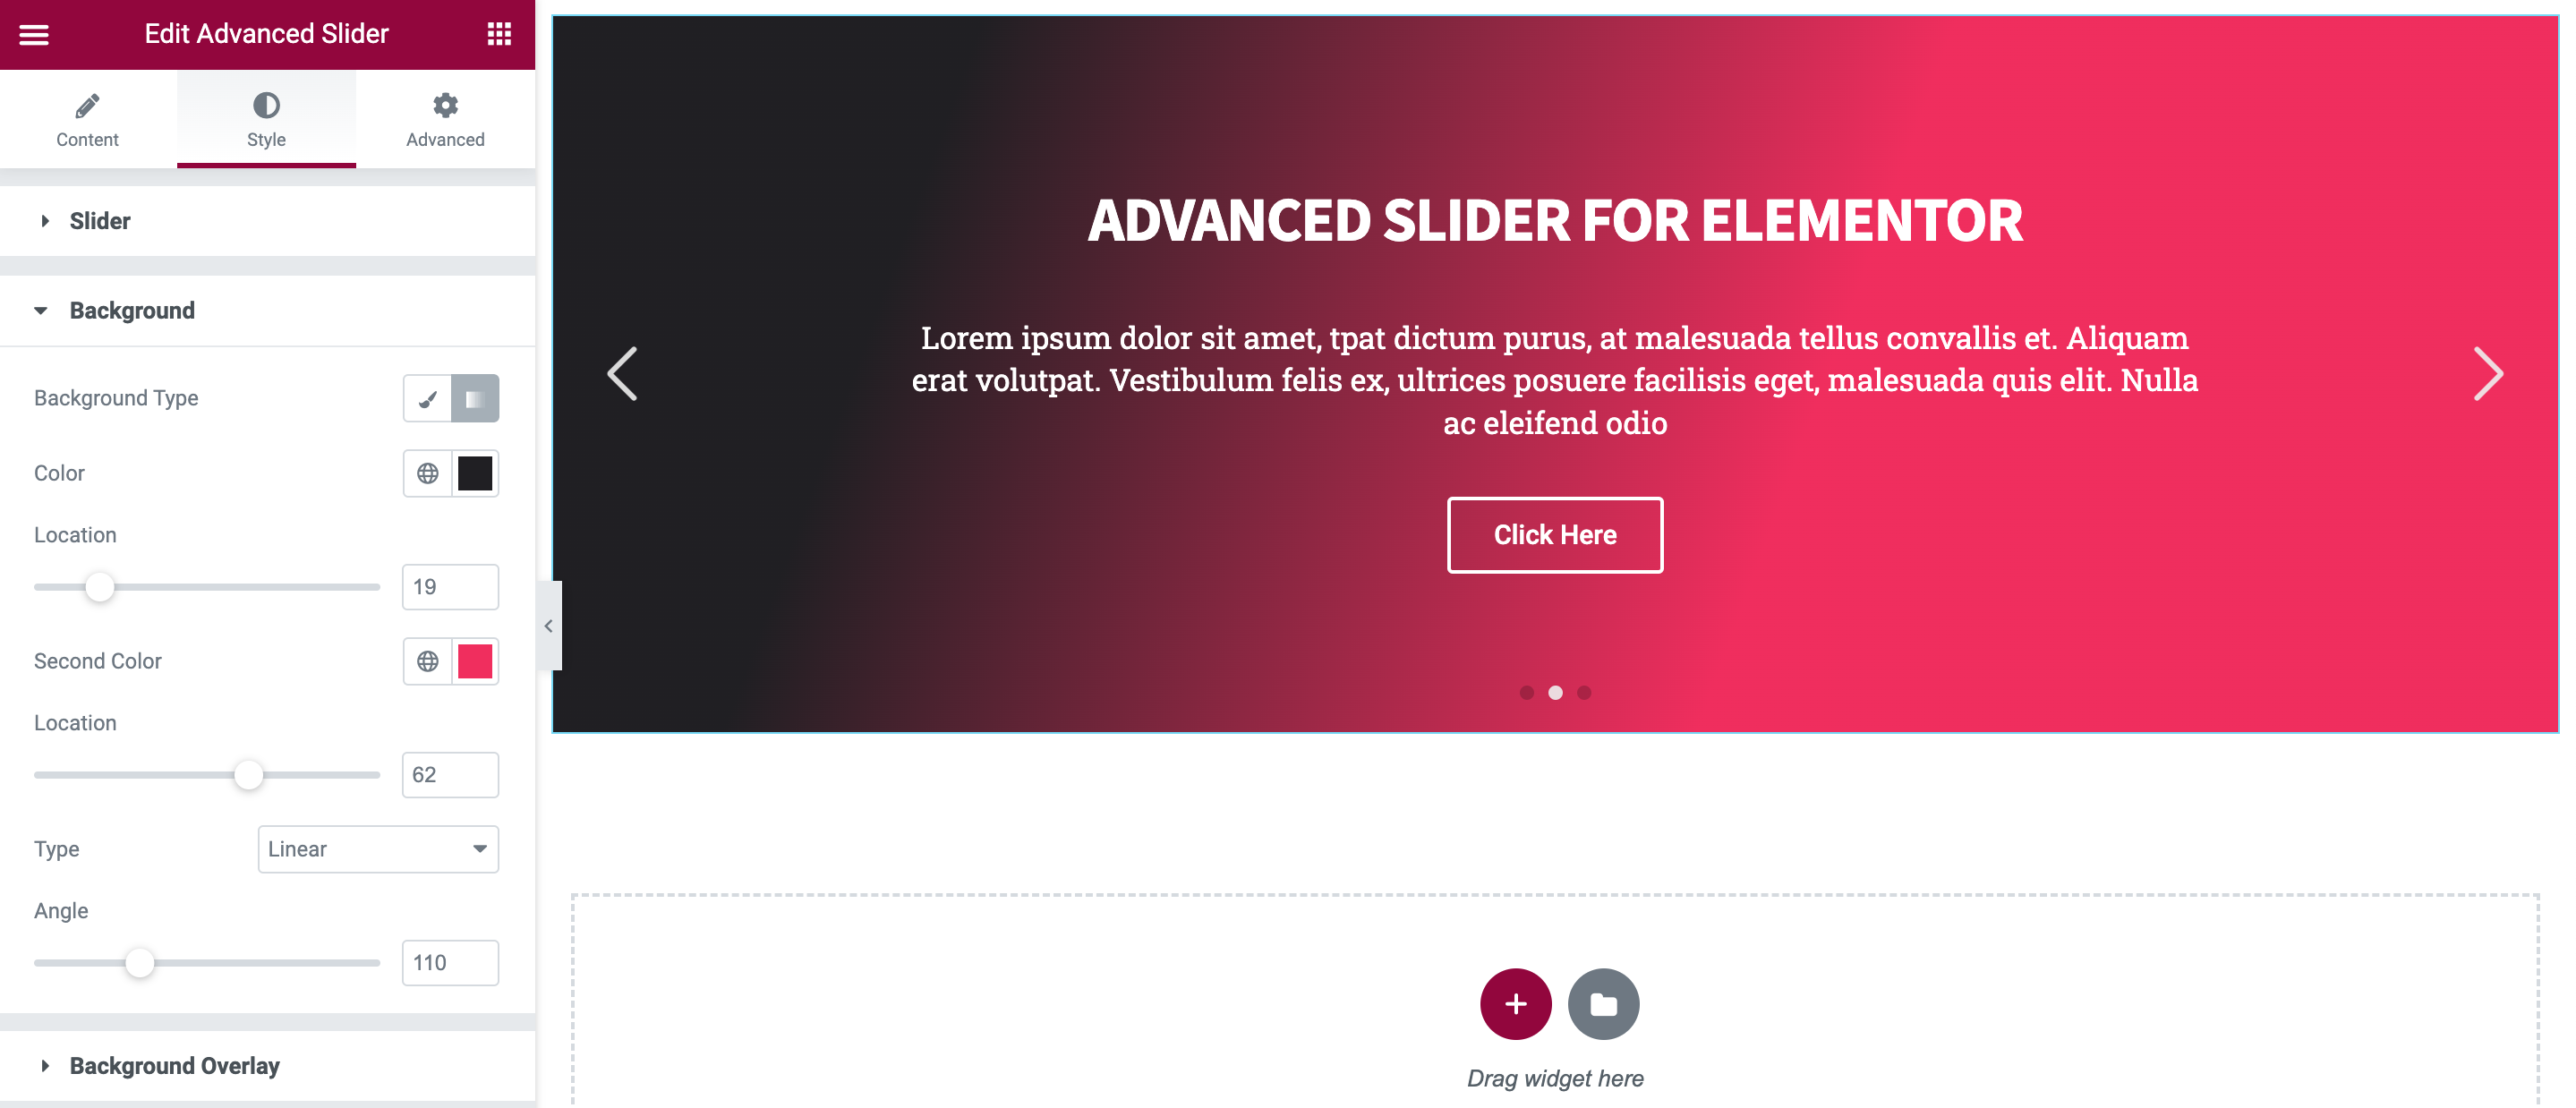 Edit Advanced Slider
Content
Style
Advanced
Slider
Background
Background Type
Color
Location
19
Second Color
Location
62
Type
Linear
Angle
110
Background Overlay
ADVANCED SLIDER FOR ELEMENTOR
Lorem ipsum dolor sit amet, tpat dictum purus, at malesuada tellus convallis et. Aliquam
erat volutpat. Vestibulum felis ex, ultrices posuere facilisis eget, malesuada quis elit. Nulla
ac eleifend odio
Click Here
Drag widget here